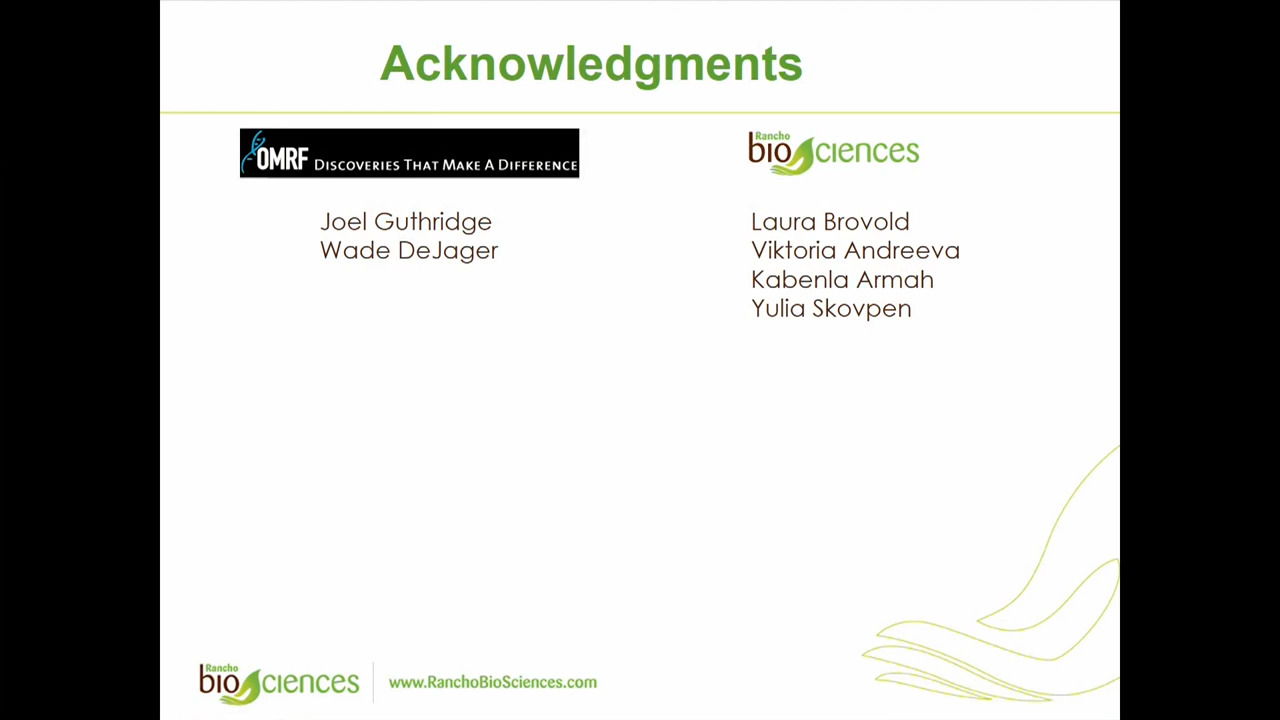 Acknowledgments
OMRF DISCOVERIES THAT MAKE A DIFFERENCE
Joel Guthridge
Wade DeJager
Rancho
bioSciences
Laura Brovold
Viktoria Andreeva
Kabenla Armah
Yulia Skovpen
Rancho
bioSciences
www.RanchoBioSciences.com